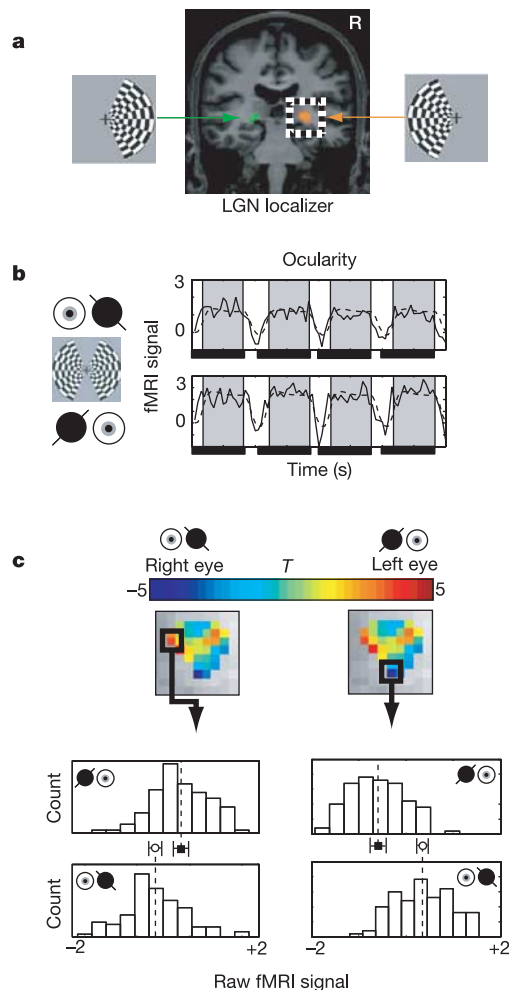 a
R
LGN localizer
b
Ocularity
3
0
3
0
fMRI signal
Time (s)
c
Right eye
T
Left eye
−5
5
Count
Count
−2
+2
−2
+2
Raw fMRI signal